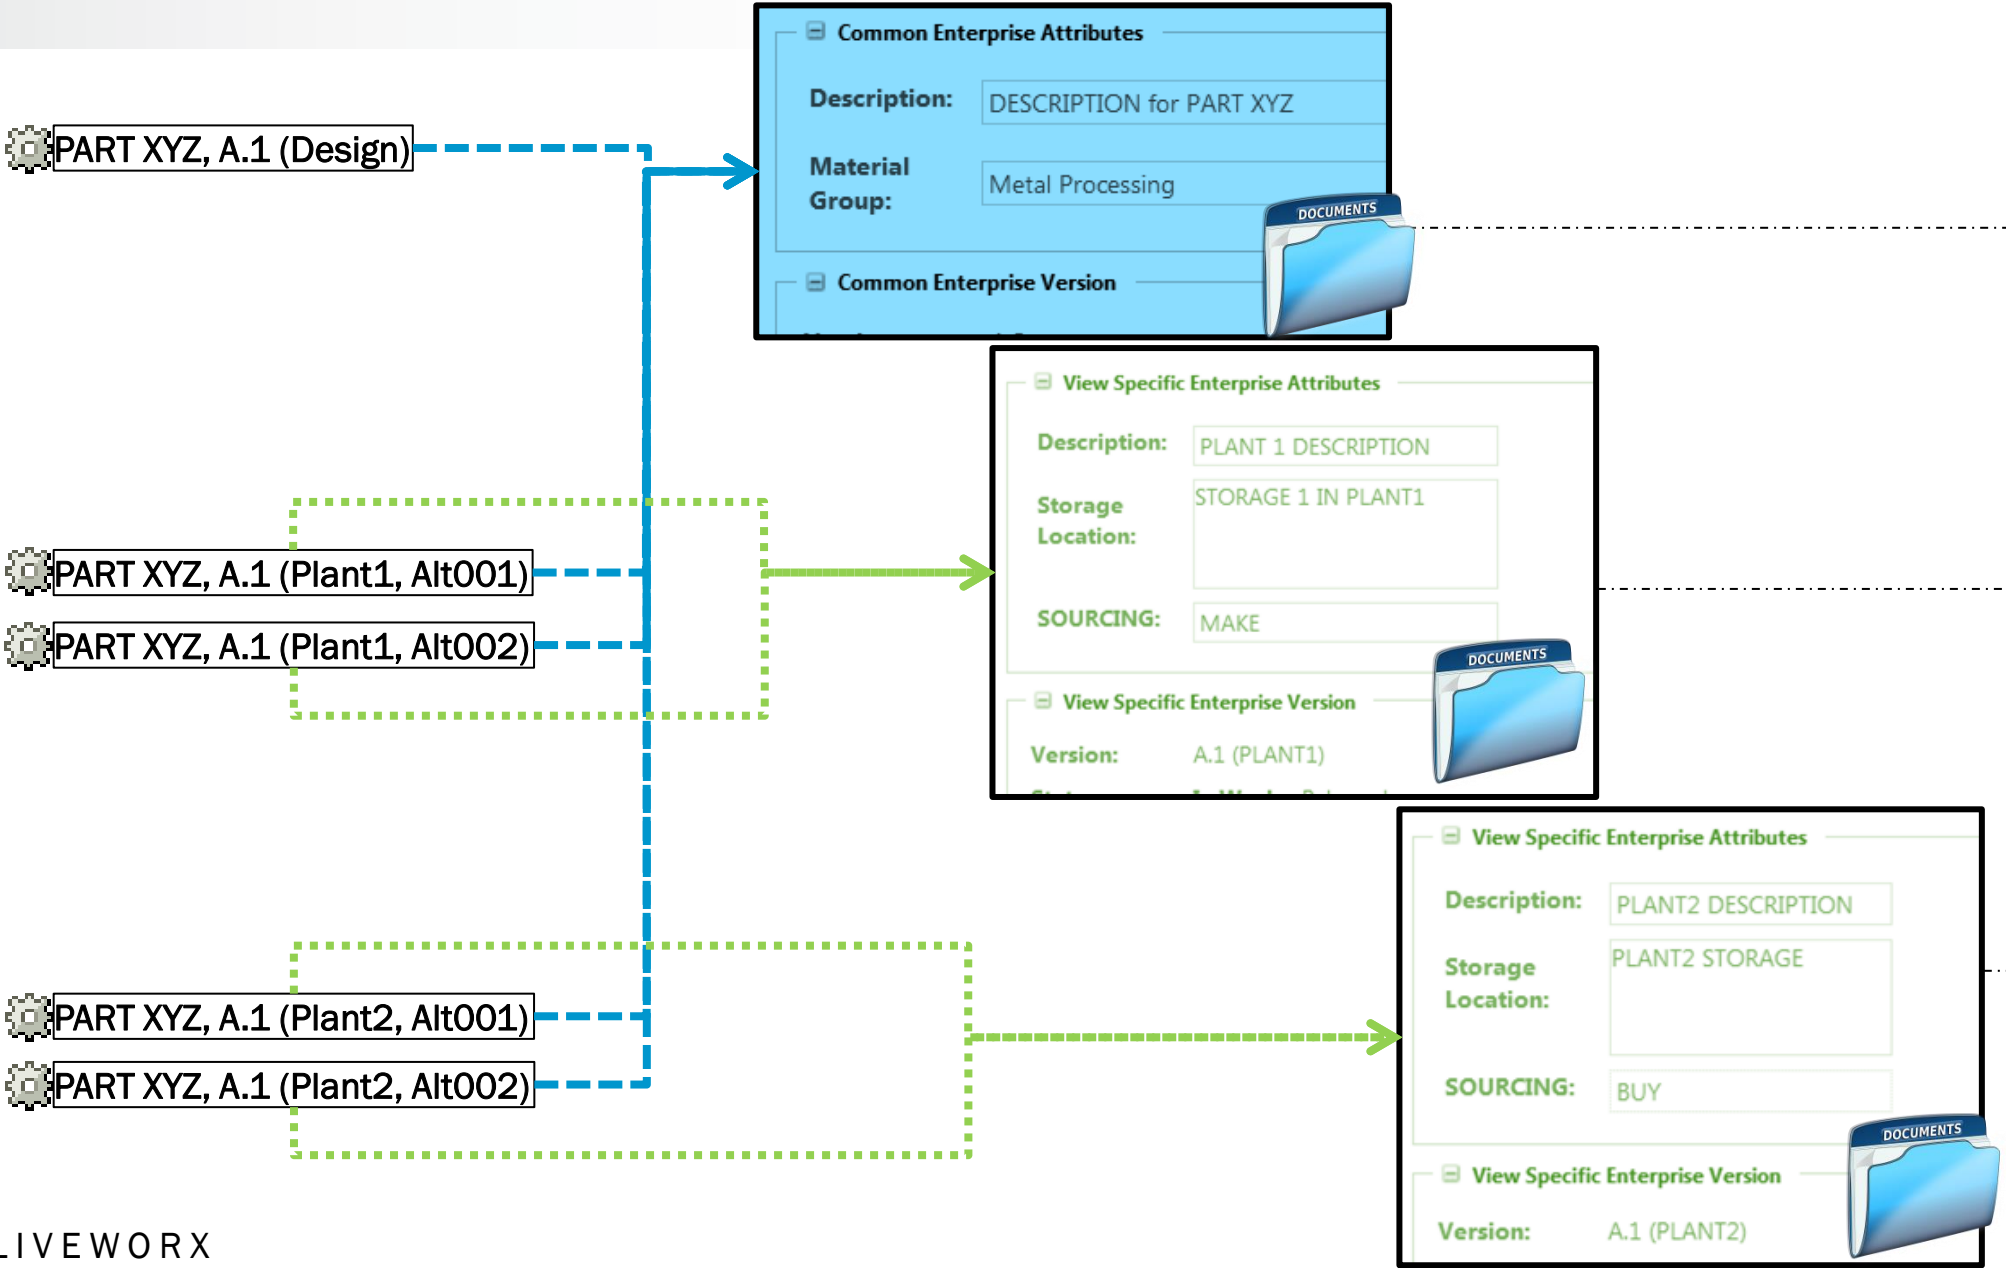 Common Enterprise Attributes
Description: DESCRIPTION for PART XYZ
Material
Group: Metal Processing
DOCUMENTS
Common Enterprise Version
PART XYZ, A.1 (Design)
View Specific Enterprise Attributes
Description: PLANT 1 DESCRIPTION
Storage
Location: STORAGE 1 IN PLANT1
SOURCING: MAKE
DOCUMENTS
View Specific Enterprise Version
Version: A.1 (PLANT1)
PART XYZ, A.1 (Plant1, Alt001)
PART XYZ, A.1 (Plant1, Alt002)
View Specific Enterprise Attributes
Description: PLANT2 DESCRIPTION
Storage
Location: PLANT2 STORAGE
SOURCING: BUY
DOCUMENTS
View Specific Enterprise Version
Version: A.1 (PLANT2)
PART XYZ, A.1 (Plant2, Alt001)
PART XYZ, A.1 (Plant2, Alt002)
LIVEWORX